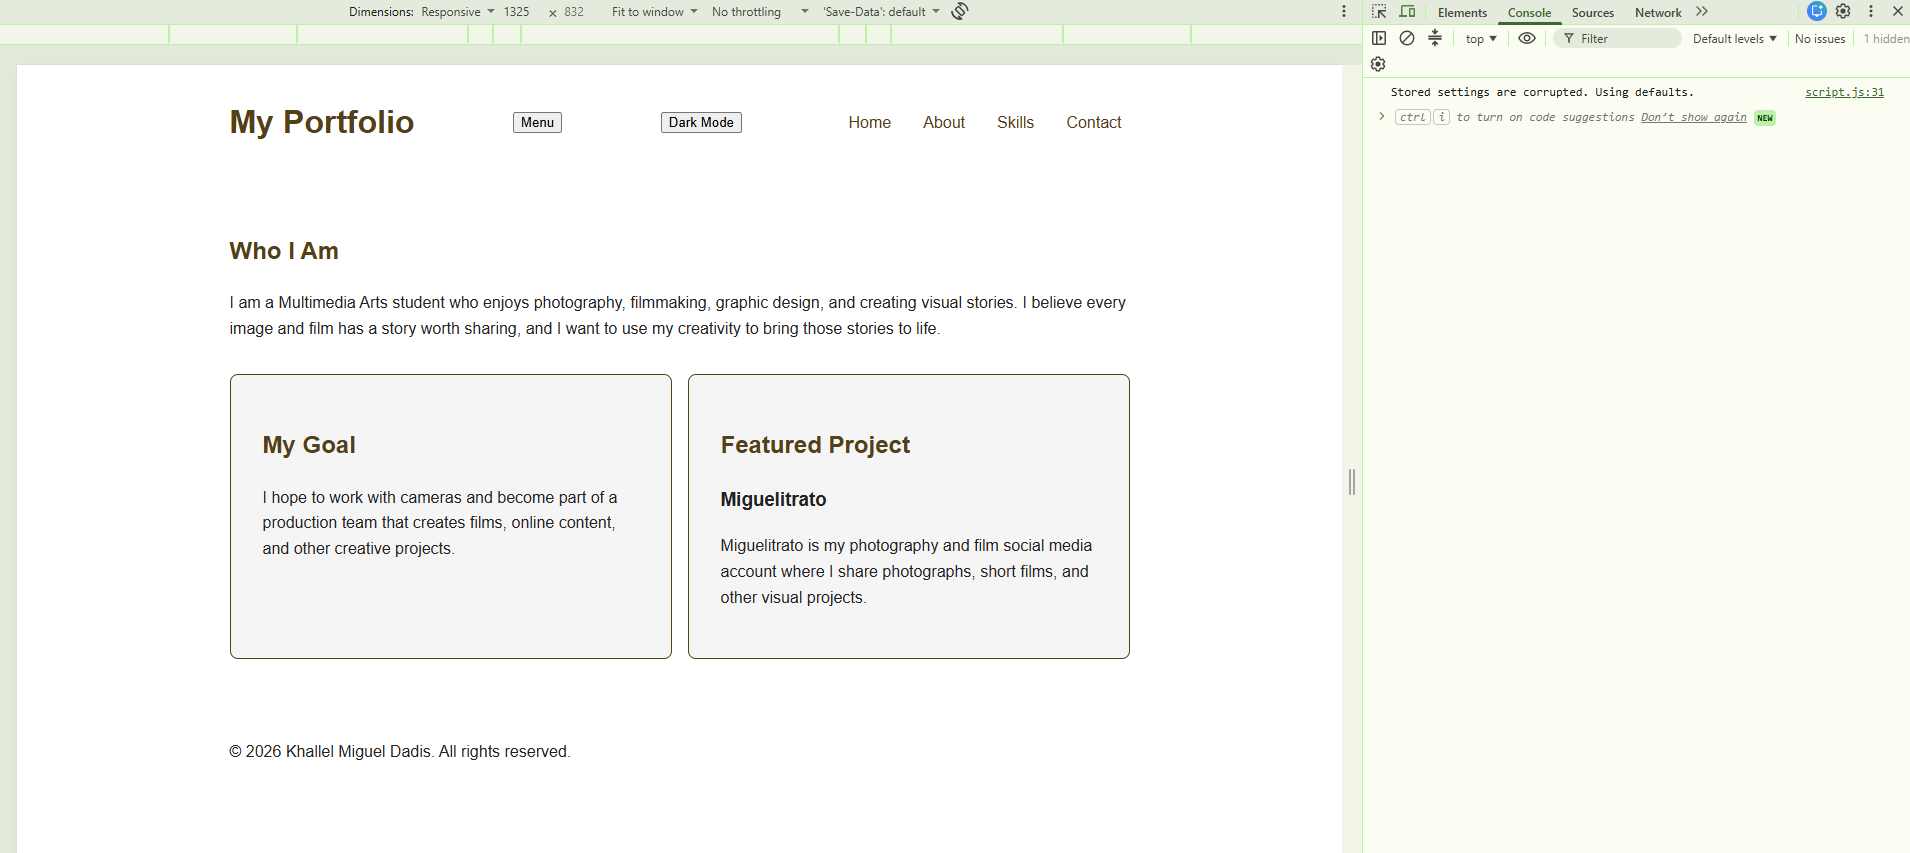 Dimensions: Responsive 1325 × 832 Fit to window No throttling 'Save-Data': default
Elements Console Sources Network
top Filter Default levels No issues 1 hidden
Stored settings are corrupted. Using defaults. script.js:31
ctrl i to turn on code suggestions Don't show again NEW
My Portfolio Menu Dark Mode Home About Skills Contact
Who I Am
I am a Multimedia Arts student who enjoys photography, filmmaking, graphic design, and creating visual stories. I believe every
image and film has a story worth sharing, and I want to use my creativity to bring those stories to life.
My Goal
I hope to work with cameras and become part of a
production team that creates films, online content,
and other creative projects.
Featured Project
Miguelitrato
Miguelitrato is my photography and film social media
account where I share photographs, short films, and
other visual projects.
© 2026 Khallel Miguel Dadis. All rights reserved.